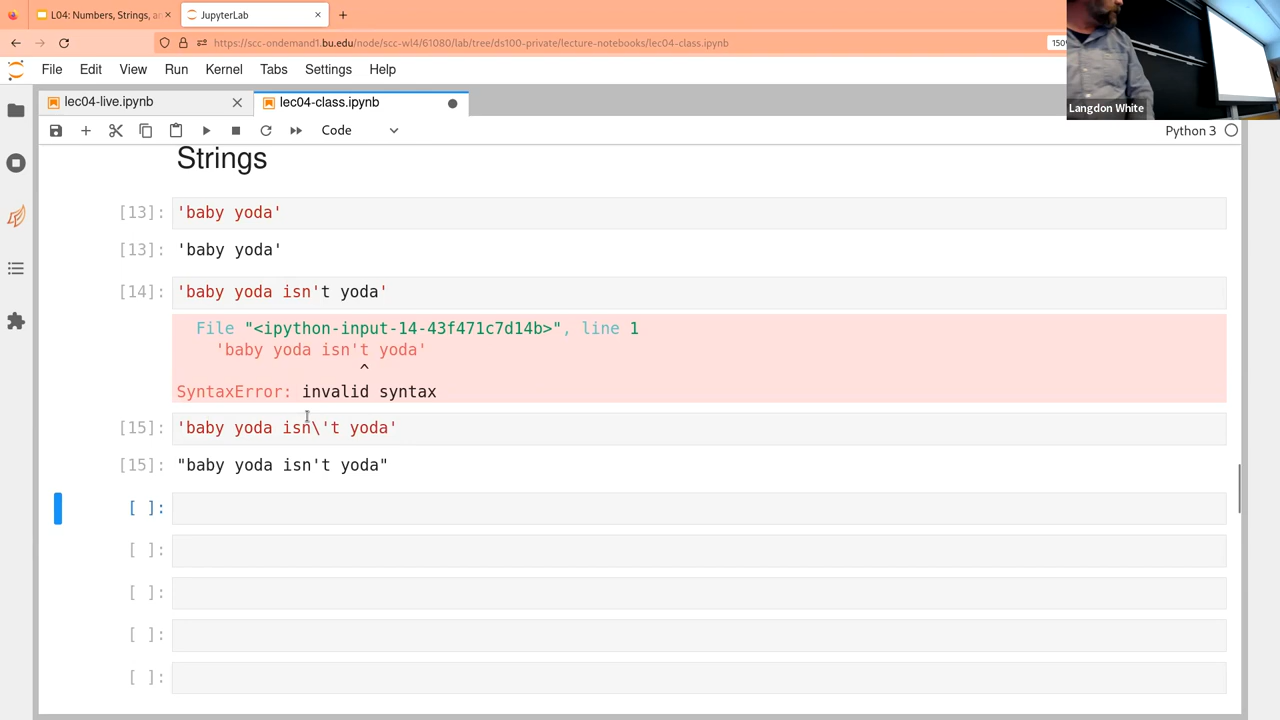 L04: Numbers, Strings, a
JupyterLab
https://scc-ondemand1.bu.edu/node/scc-wl4/61080/lab/tree/ds100-private/lecture-notebooks/lec04-class.ipynb
150
File Edit View Run Kernel Tabs Settings Help
Langdon White
lec04-live.ipynb
lec04-class.ipynb
Code
Python 3
Strings
[13]: 'baby yoda'
[13]: 'baby yoda'
[14]: 'baby yoda isn't yoda'
File "<ipython-input-14-43f471c7d14b>", line 1
'baby yoda isn't yoda'
^
SyntaxError: invalid syntax
[15]: 'baby yoda isn\'t yoda'
[15]: "baby yoda isn't yoda"
[ ]:
[ ]:
[ ]:
[ ]:
[ ]: